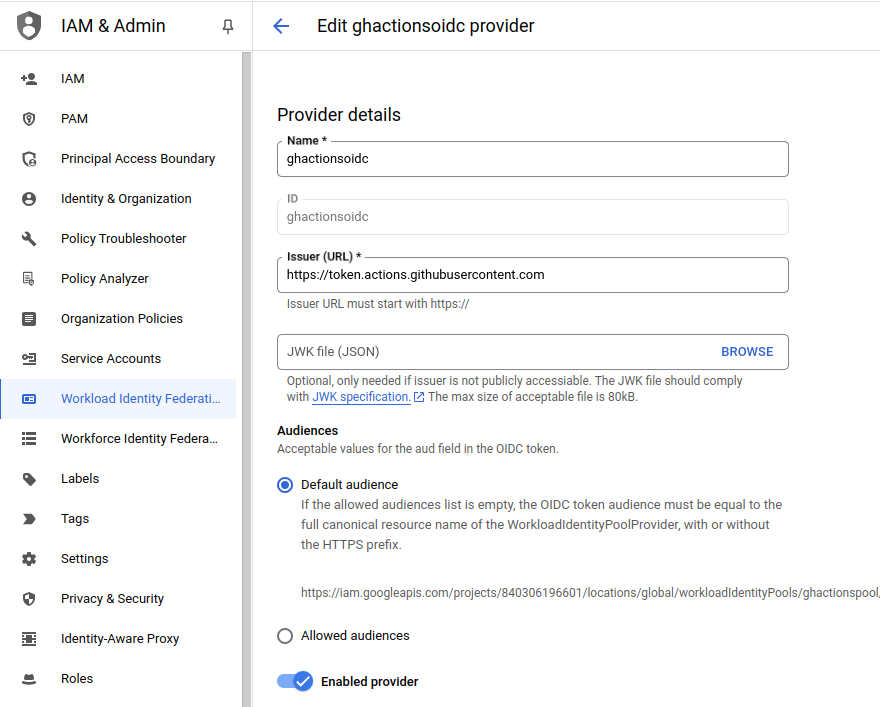 IAM & Admin
Edit ghactionsoidc provider
IAM
PAM
Principal Access Boundary
Identity & Organization
Policy Troubleshooter
Policy Analyzer
Organization Policies
Service Accounts
Workload Identity Federati...
Workforce Identity Federa...
Labels
Tags
Settings
Privacy & Security
Identity-Aware Proxy
Roles
Provider details
Name *
ghactionsoidc
ID
ghactionsoidc
Issuer (URL) *
https://token.actions.githubusercontent.com
Issuer URL must start with https://
JWK file (JSON)
BROWSE
Optional, only needed if issuer is not publicly accessiable. The JWK file should comply
with JWK specification. The max size of acceptable file is 80kB.
Audiences
Acceptable values for the aud field in the OIDC token.
Default audience
If the allowed audiences list is empty, the OIDC token audience must be equal to the
full canonical resource name of the WorkloadIdentityPoolProvider, with or without
the HTTPS prefix.
https://iam.googleapis.com/projects/840306196601/locations/global/workloadIdentityPools/ghactionspool/
Allowed audiences
Enabled provider